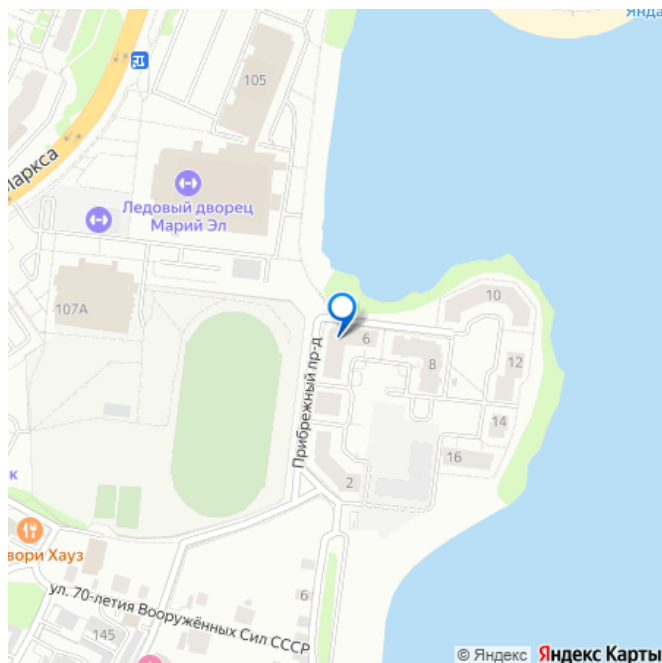 Янда
105
Маркса
Ледовый дворец
Марий Эл
107А
10
6
8
12
Прибрежный пр-д
14
16
2
к
вори Хауз
6
ул. 70-летия Вооружённых Сил СССР
145
© Яндекс Яндекс Карты